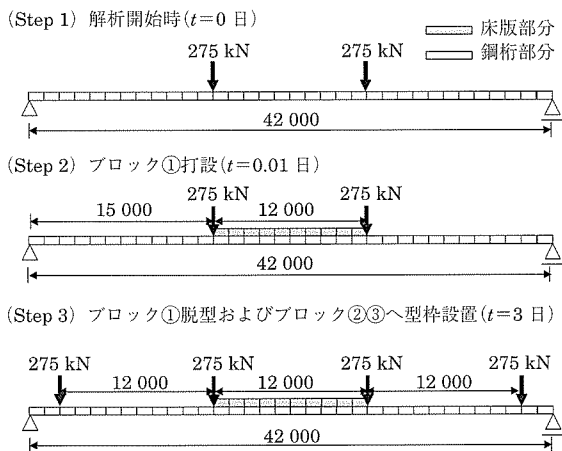 (Step 1) 解析開始時(t=0 日)
床版部分
鋼桁部分
275 kN 275 kN
42 000
(Step 2) ブロック①打設(t=0.01 日)
275 kN 275 kN
15 000 12 000
42 000
(Step 3) ブロック①脱型およびブロック②③へ型枠設置(t=3 日)
275 kN 275 kN 275 kN 275 kN
12 000 12 000 12 000
42 000